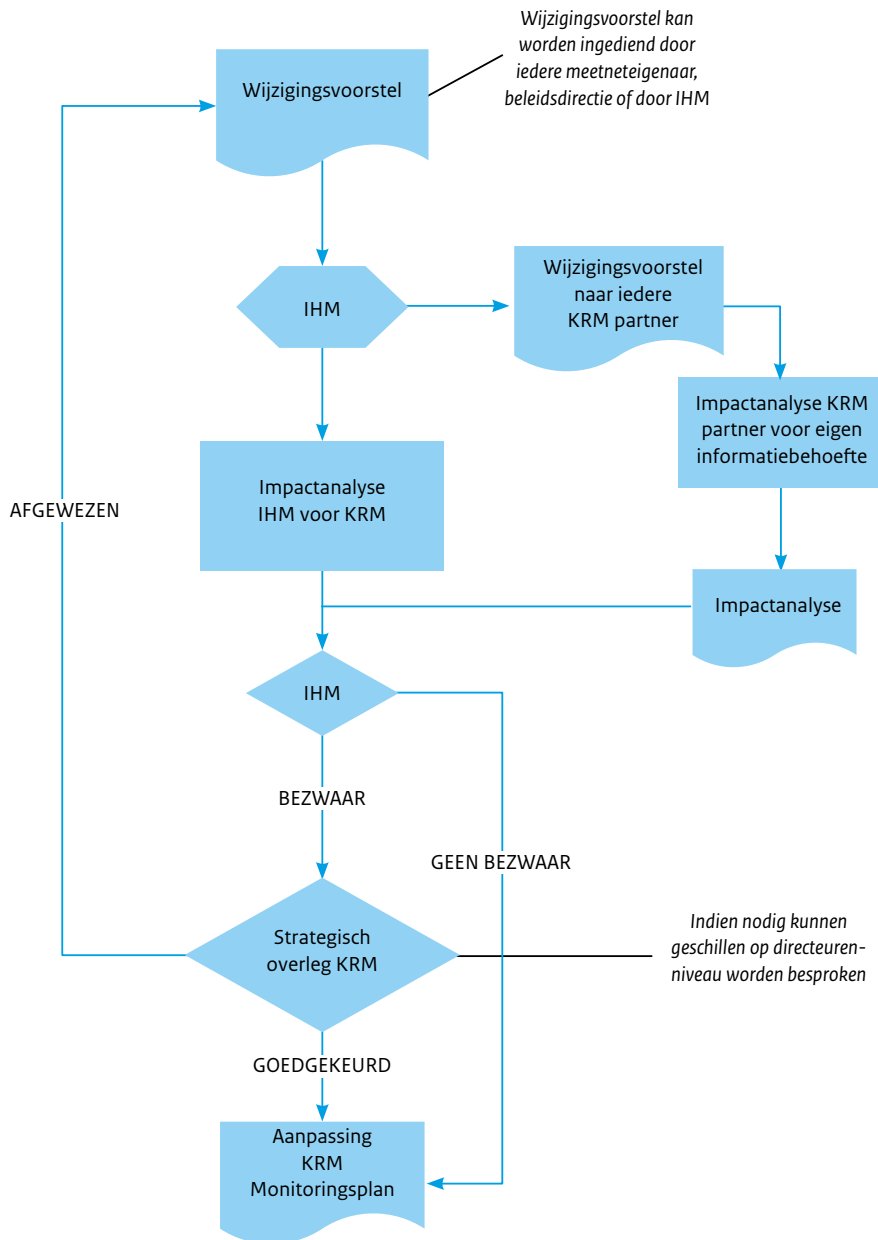 Wijzigingsvoorstel kan
worden ingediend door
iedere meetneteigenaar,
beleidsdirectie of door IHM
Wijzigingsvoorstel
IHM
Wijzigingsvoorstel
naar iedere
KRM partner
Impactanalyse KRM
partner voor eigen
informatiebehoefte
Impactanalyse
IHM voor KRM
AFGEWEZEN
Impactanalyse
IHM
BEZWAAR
GEEN BEZWAAR
Strategisch
overleg KRM
Indien nodig kunnen
geschillen op directeuren-
niveau worden besproken
GOEDGEKEURD
Aanpassing
KRM
Monitoringsplan